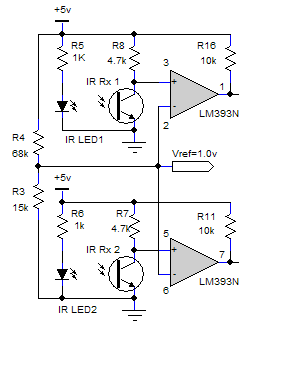 +5v
R5
1K
R8
4.7k
R16
10k
IR Rx 1
3
+
1
-
2
LM393N
IR LED1
R4
68k
Vref=1.0v
+5v
R3
15k
R6
1k
R7
4.7k
R11
10k
IR Rx 2
5
+
7
-
6
LM393N
IR LED2